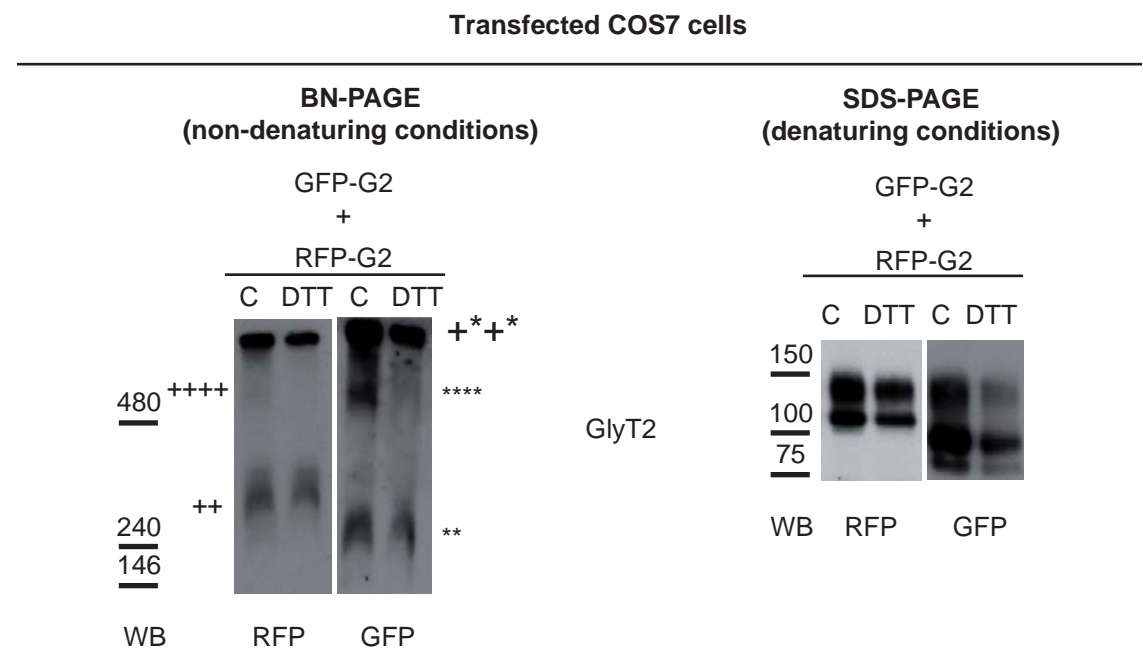 Transfected COS7 cells
BN-PAGE
(non-denaturing conditions)
GFP-G2
+
RFP-G2
C DTT C DTT
+*+*
++++
480
****
++
240
**
146
WB RFP GFP
SDS-PAGE
(denaturing conditions)
GFP-G2
+
RFP-G2
C DTT C DTT
150
100
GlyT2
75
WB RFP GFP